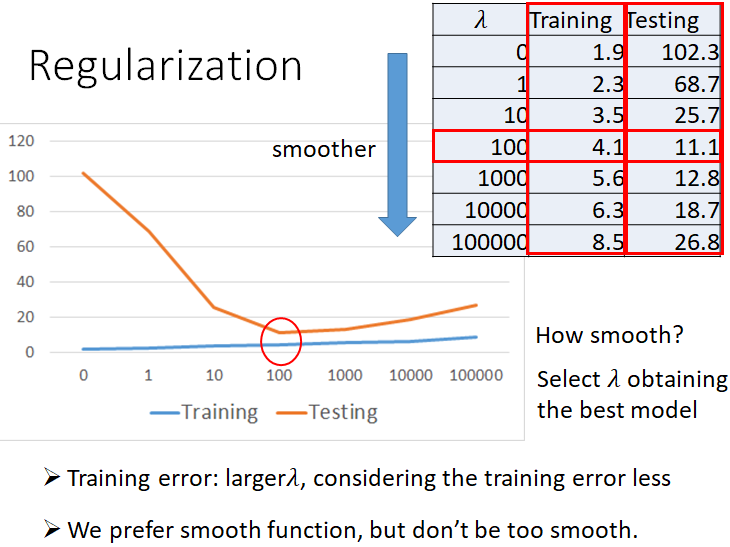 Regularization
λ Training Testing
0 1.9 102.3
1 2.3 68.7
10 3.5 25.7
100 4.1 11.1
1000 5.6 12.8
10000 6.3 18.7
100000 8.5 26.8
smoother
120
100
80
60
40
20
0
0 1 10 100 1000 10000 100000
Training Testing
How smooth?
Select λ obtaining
the best model
➢ Training error: largerλ, considering the training error less
➢ We prefer smooth function, but don’t be too smooth.